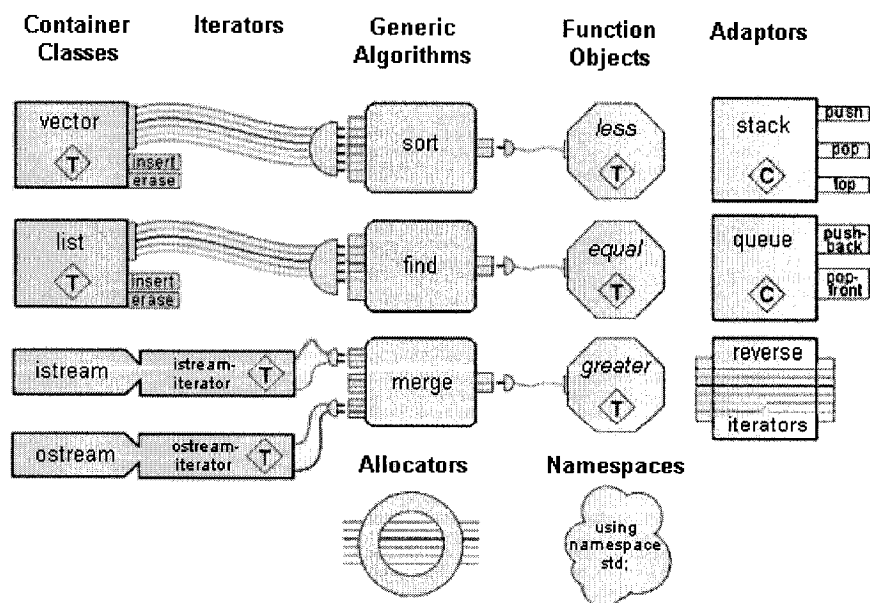 Container Classes
Iterators
Generic Algorithms
Function Objects
Adaptors
vector
T
insert
erase
sort
less
T
stack
C
push
pop
top
list
T
insert
erase
find
equal
T
queue
C
push-
back
pop-
front
istream
istream-
iterator
T
merge
greater
T
reverse
iterators
ostream
ostream-
iterator
T
Allocators
Namespaces
using
namespace
std;